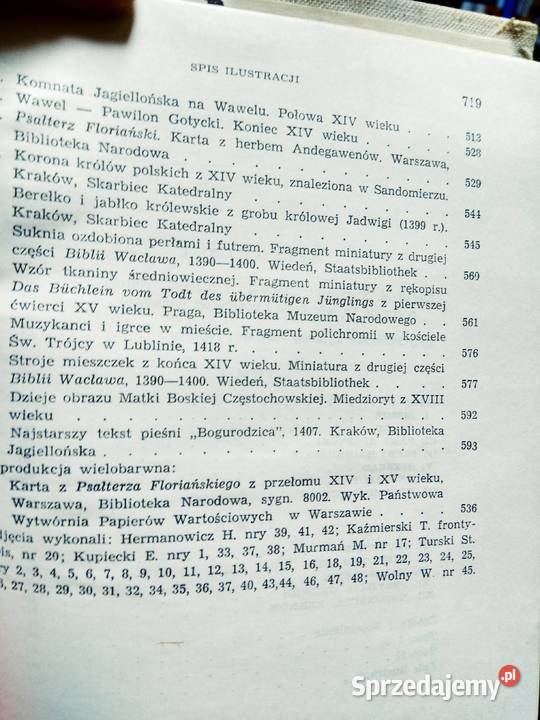 SPIS ILUSTRACJI
719
Komnata Jagiellońska na Wawelu. Połowa XIV wieku . . . 513
Wawel — Pawilon Gotycki. Koniec XIV wieku . . . . . 528
Psałterz Floriański. Karta z herbem Andegawenów. Warszawa,
Biblioteka Narodowa . . . . . . . . . . . 529
Korona królów polskich z XIV wieku, znaleziona w Sandomierzu.
Kraków, Skarbiec Katedralny . . . . . . . . . 544
Berełko i jabłko królewskie z grobu królowej Jadwigi (1399 r.).
Kraków, Skarbiec Katedralny . . . . . . . . . 545
Suknia ozdobiona perłami i futrem. Fragment miniatury z drugiej
części Biblii Wacława, 1390—1400. Wiedeń, Staatsbibliothek . . 560
Wzór tkaniny średniowiecznej. Fragment miniatury z rękopisu
Das Büchlein vom Todt des übermütigen Jünglings z pierwszej
ćwierci XV wieku. Praga, Biblioteka Muzeum Narodowego . . 561
Muzykanci i igrce w mieście. Fragment polichromii w kościele
Św. Trójcy w Lublinie, 1418 r. . . . . . . . . . 576
Stroje mieszczek z końca XIV wieku. Miniatura z drugiej części
Biblii Wacława, 1390—1400. Wiedeń, Staatsbibliothek . . . . 577
Dzieje obrazu Matki Boskiej Częstochowskiej. Miedzioryt z XVIII
wieku . . . . . . . . . . . . . . 592
Najstarszy tekst pieśni „Bogurodzica”, 1407. Kraków, Biblioteka
Jagiellońska . . . . . . . . . . . . . 593
produkcja wielobarwna:
Karta z Psałterza Floriańskiego z przełomu XIV i XV wieku,
Warszawa, Biblioteka Narodowa, sygn. 8002. Wyk. Państwowa
Wytwórnia Papierów Wartościowych w Warszawie . . . . 536
djęcia wykonali: Hermanowicz H. nry 39, 41, 42; Kaźmierski T. fronty-
is, nr 20; Kupiecki E. nry 1, 33, 37, 38; Murmań M. nr 17; Turski St.
ry 2, 3, 4, 5, 6, 7, 8, 9, 10, 11, 12, 13, 14, 15, 16, 18, 19, 21, 22, 23, 24, 25,
27, 28, 29, 30, 31, 32, 34, 35, 36, 37, 40, 43,44, 46, 47, 48; Wolny W. nr 45.
Sprzedajemy.pl